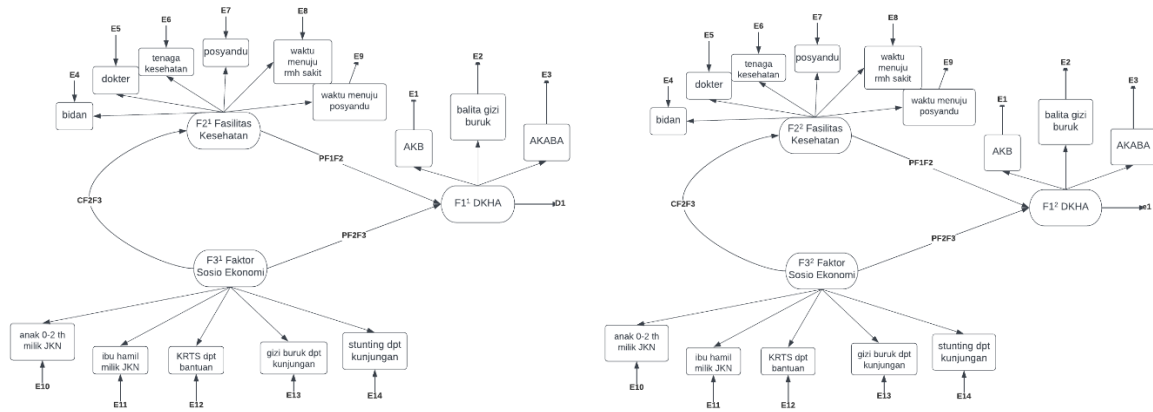 E7
E8
E6
E5
posyandu
waktu
menuju
rmh sakit
tenaga
kesehatan
E9
E4
dokter
waktu menuju
posyandu
bidan
F2¹ Fasilitas
Kesehatan
E2
E3
E1
balita gizi
buruk
AKB
AKABA
PF1F2
CF2F3
F1¹ DKHA
D1
PF2F3
F3¹ Faktor
Sosio Ekonomi
anak 0-2 th
milik JKN
ibu hamil
milik JKN
KRTS dpt
bantuan
gizi buruk dpt
kunjungan
stunting dpt
kunjungan
E10
E11
E12
E13
E14
E7
E8
E6
E5
posyandu
waktu
menuju
rmh sakit
tenaga
kesehatan
E9
E4
dokter
waktu menuju
posyandu
bidan
F2² Fasilitas
Kesehatan
E2
E3
E1
balita gizi
buruk
AKB
AKABA
PF1F2
CF2F3
F1² DKHA
e1
PF2F3
F3² Faktor
Sosio Ekonomi
anak 0-2 th
milik JKN
ibu hamil
milik JKN
KRTS dpt
bantuan
gizi buruk dpt
kunjungan
stunting dpt
kunjungan
E10
E11
E12
E13
E14